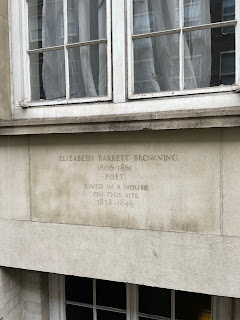 ELIZABETH BARRETT BROWNING
1806-1861
POET
LIVED IN A HOUSE
ON THIS SITE
1838-1846